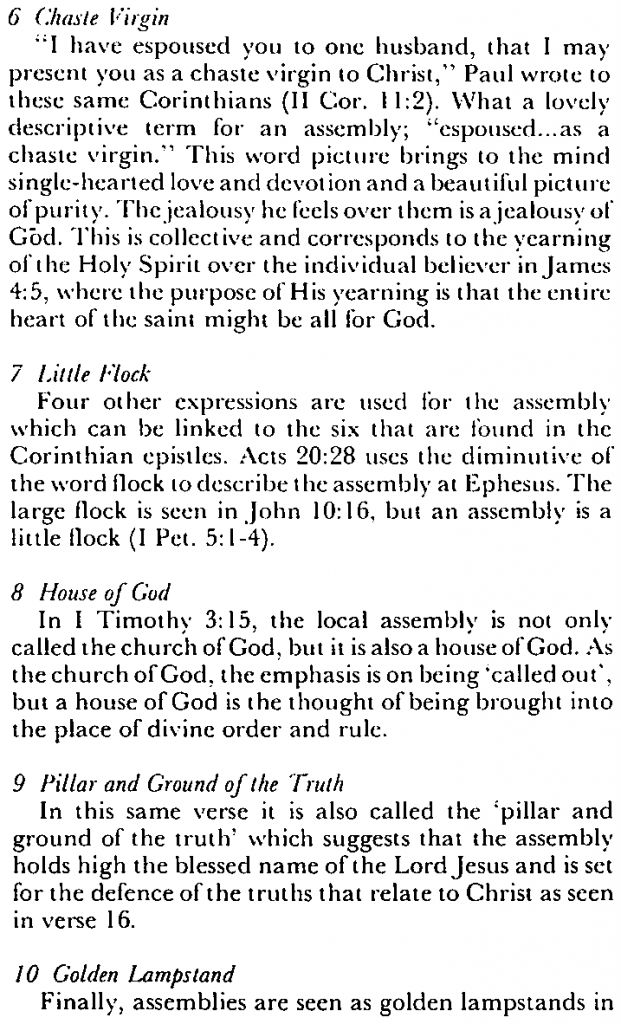 6 Chaste Virgin
"I have espoused you to one husband, that I may
present you as a chaste virgin to Christ," Paul wrote to
these same Corinthians (II Cor. 11:2). What a lovely
descriptive term for an assembly; "espoused...as a
chaste virgin." This word picture brings to the mind
single-hearted love and devotion and a beautiful picture
of purity. The jealousy he feels over them is a jealousy of
God. This is collective and corresponds to the yearning
of the Holy Spirit over the individual believer in James
4:5, where the purpose of His yearning is that the entire
heart of the saint might be all for God.
7 Little Flock
Four other expressions are used for the assembly
which can be linked to the six that are found in the
Corinthian epistles. Acts 20:28 uses the diminutive of
the word flock to describe the assembly at Ephesus. The
large flock is seen in John 10:16, but an assembly is a
little flock (I Pet. 5:1-4).
8 House of God
In I Timothy 3:15, the local assembly is not only
called the church of God, but it is also a house of God. As
the church of God, the emphasis is on being 'called out',
but a house of God is the thought of being brought into
the place of divine order and rule.
9 Pillar and Ground of the Truth
In this same verse it is also called the 'pillar and
ground of the truth' which suggests that the assembly
holds high the blessed name of the Lord Jesus and is set
for the defence of the truths that relate to Christ as seen
in verse 16.
10 Golden Lampstand
Finally, assemblies are seen as golden lampstands in